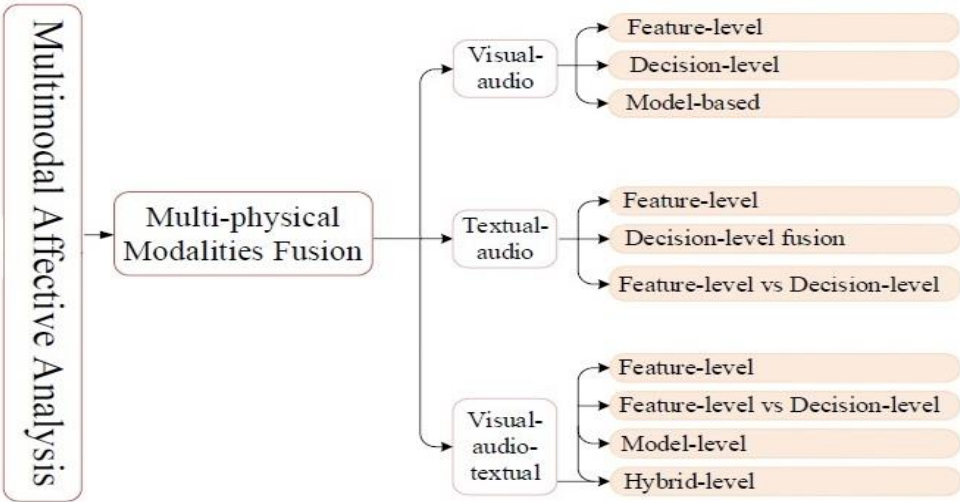 Multimodal Affective Analysis
Multi-physical
Modalities Fusion
Visual-
audio
Feature-level
Decision-level
Model-based
Textual-
audio
Feature-level
Decision-level fusion
Feature-level vs Decision-level
Visual-
audio-
textual
Feature-level
Feature-level vs Decision-level
Model-level
Hybrid-level